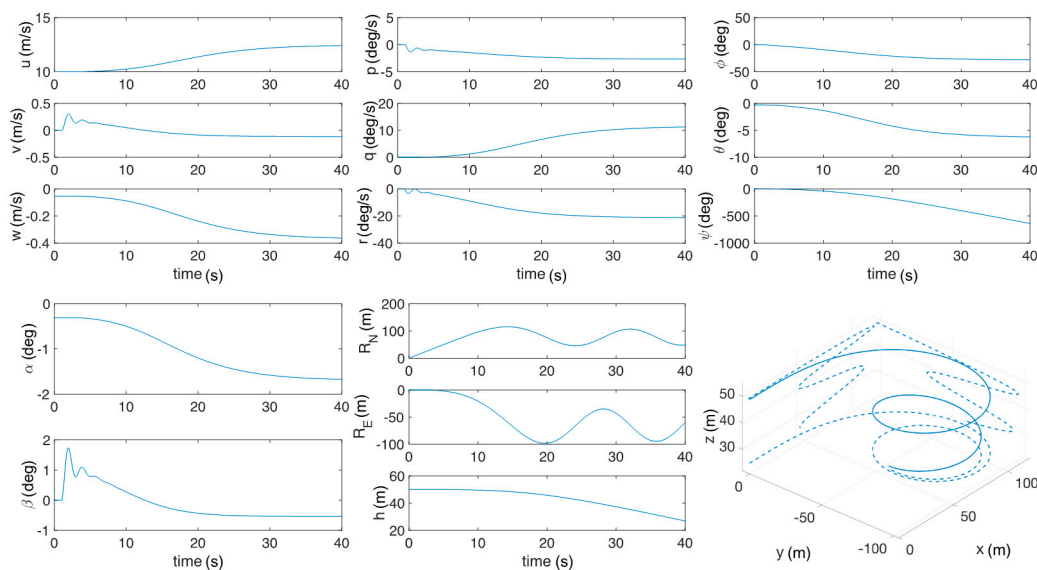 15
10
u (m/s)
0 10 20 30 40
5
0
-5
p (deg/s)
0 10 20 30 40
50
0
-50
ϕ (deg)
0 10 20 30 40
0.5
0
-0.5
v (m/s)
0 10 20 30 40
20
10
0
q (deg/s)
0 10 20 30 40
0
-5
-10
θ (deg)
0 10 20 30 40
0
-0.2
-0.4
w (m/s)
0 10 20 30 40
time (s)
0
-20
-40
r (deg/s)
0 10 20 30 40
time (s)
0
-500
-1000
ψ (deg)
0 10 20 30 40
time (s)
0
-1
-2
α (deg)
0 10 20 30 40
200
100
0
R_N (m)
0 10 20 30 40
0
-50
-100
R_E (m)
0 10 20 30 40
2
1
0
-1
β (deg)
0 10 20 30 40
time (s)
60
40
20
h (m)
0 10 20 30 40
time (s)
50
40
30
z (m)
0
-50
-100
y (m)
0
50
100
x (m)